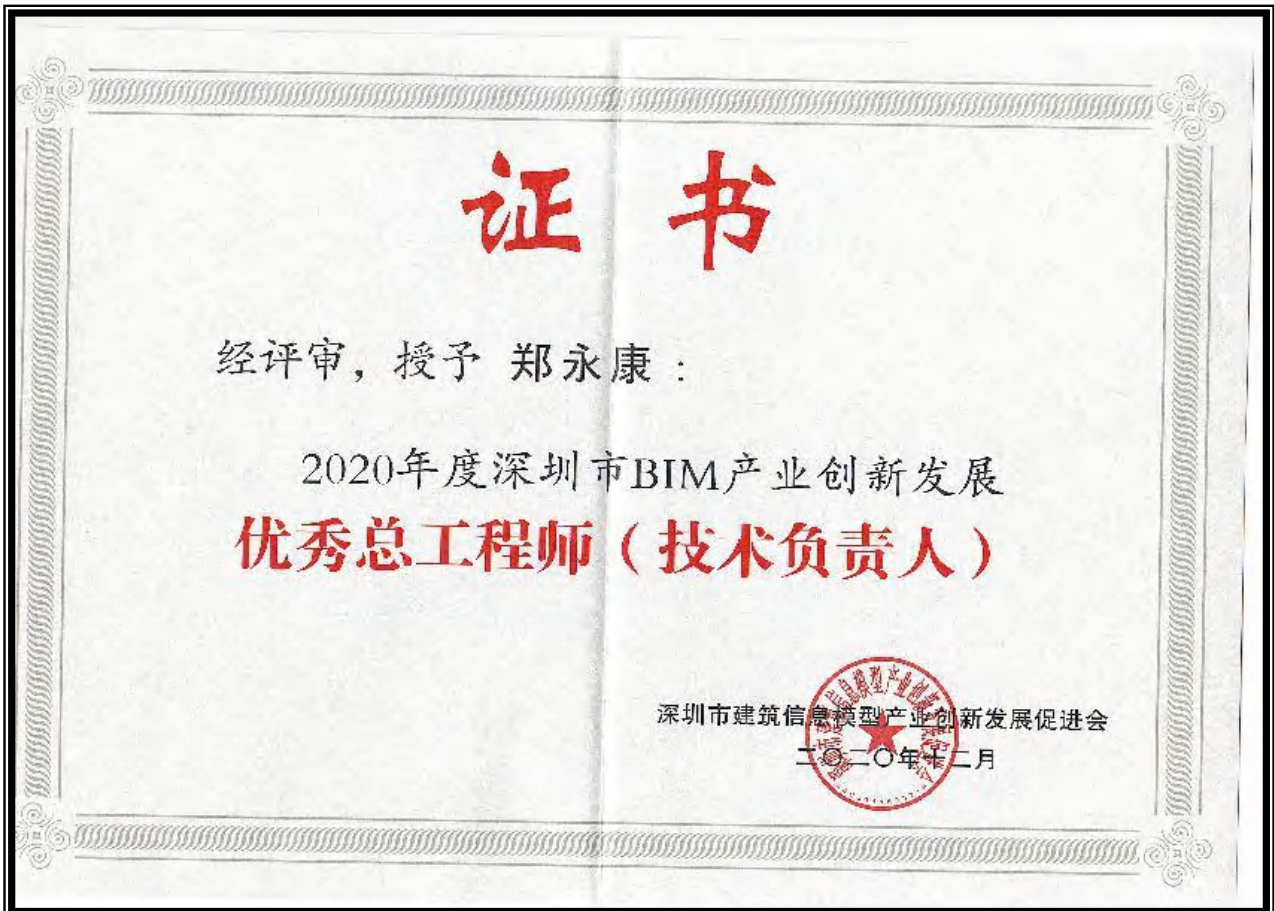 证书
经评审，授予 郑永康：
2020年度深圳市BIM产业创新发展
优秀总工程师（技术负责人）
深圳市建筑信息模型产业创新发展促进会
二〇二〇年十二月